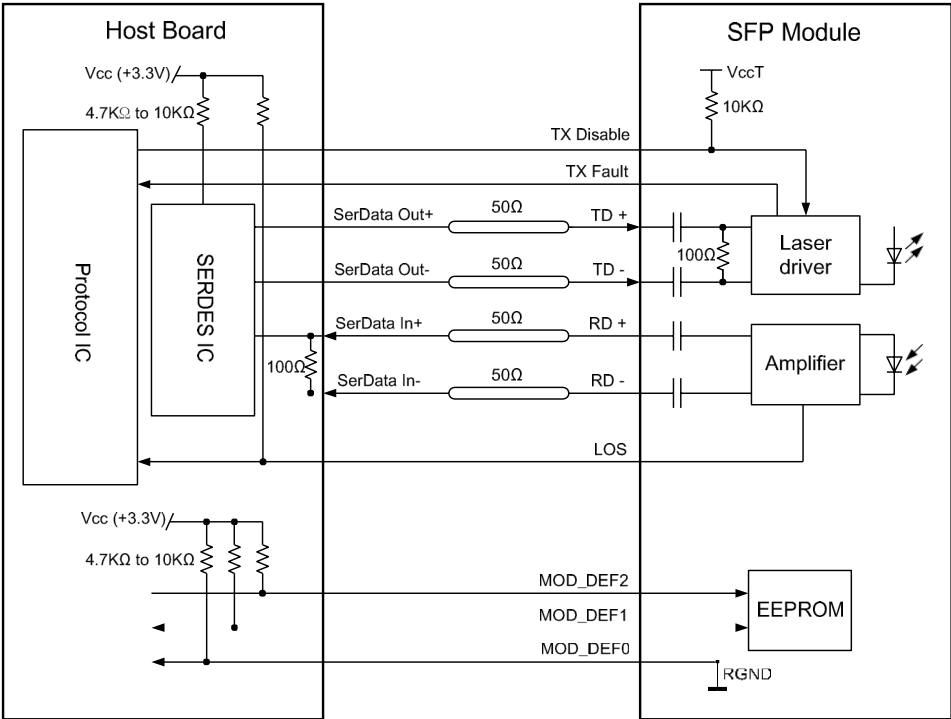 Host Board
SFP Module
Vcc (+3.3V)
VccT
4.7KΩ to 10KΩ
10KΩ
TX Disable
TX Fault
SerData Out+
50Ω
TD +
SerData Out-
50Ω
TD -
100Ω
Laser
driver
Protocol IC
SERDES IC
SerData In+
50Ω
RD +
100Ω
SerData In-
50Ω
RD -
Amplifier
LOS
Vcc (+3.3V)
4.7KΩ to 10KΩ
MOD_DEF2
MOD_DEF1
MOD_DEF0
EEPROM
RGND